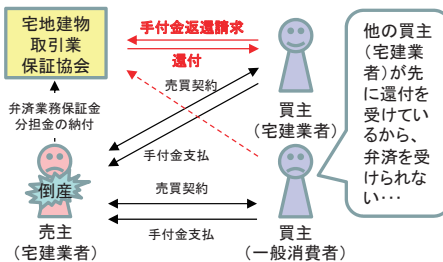 宅地建物
取引業
保証協会
手付金返還請求
還付
弁済業務保証金
分担金の納付
倒産
売主
(宅建業者)
売買契約
手付金支払
買主
(宅建業者)
売買契約
手付金支払
買主
(一般消費者)
他の買主
(宅建業
者)が先
に還付を
受けてい
るから、
弁済を受
けられな
い・・・